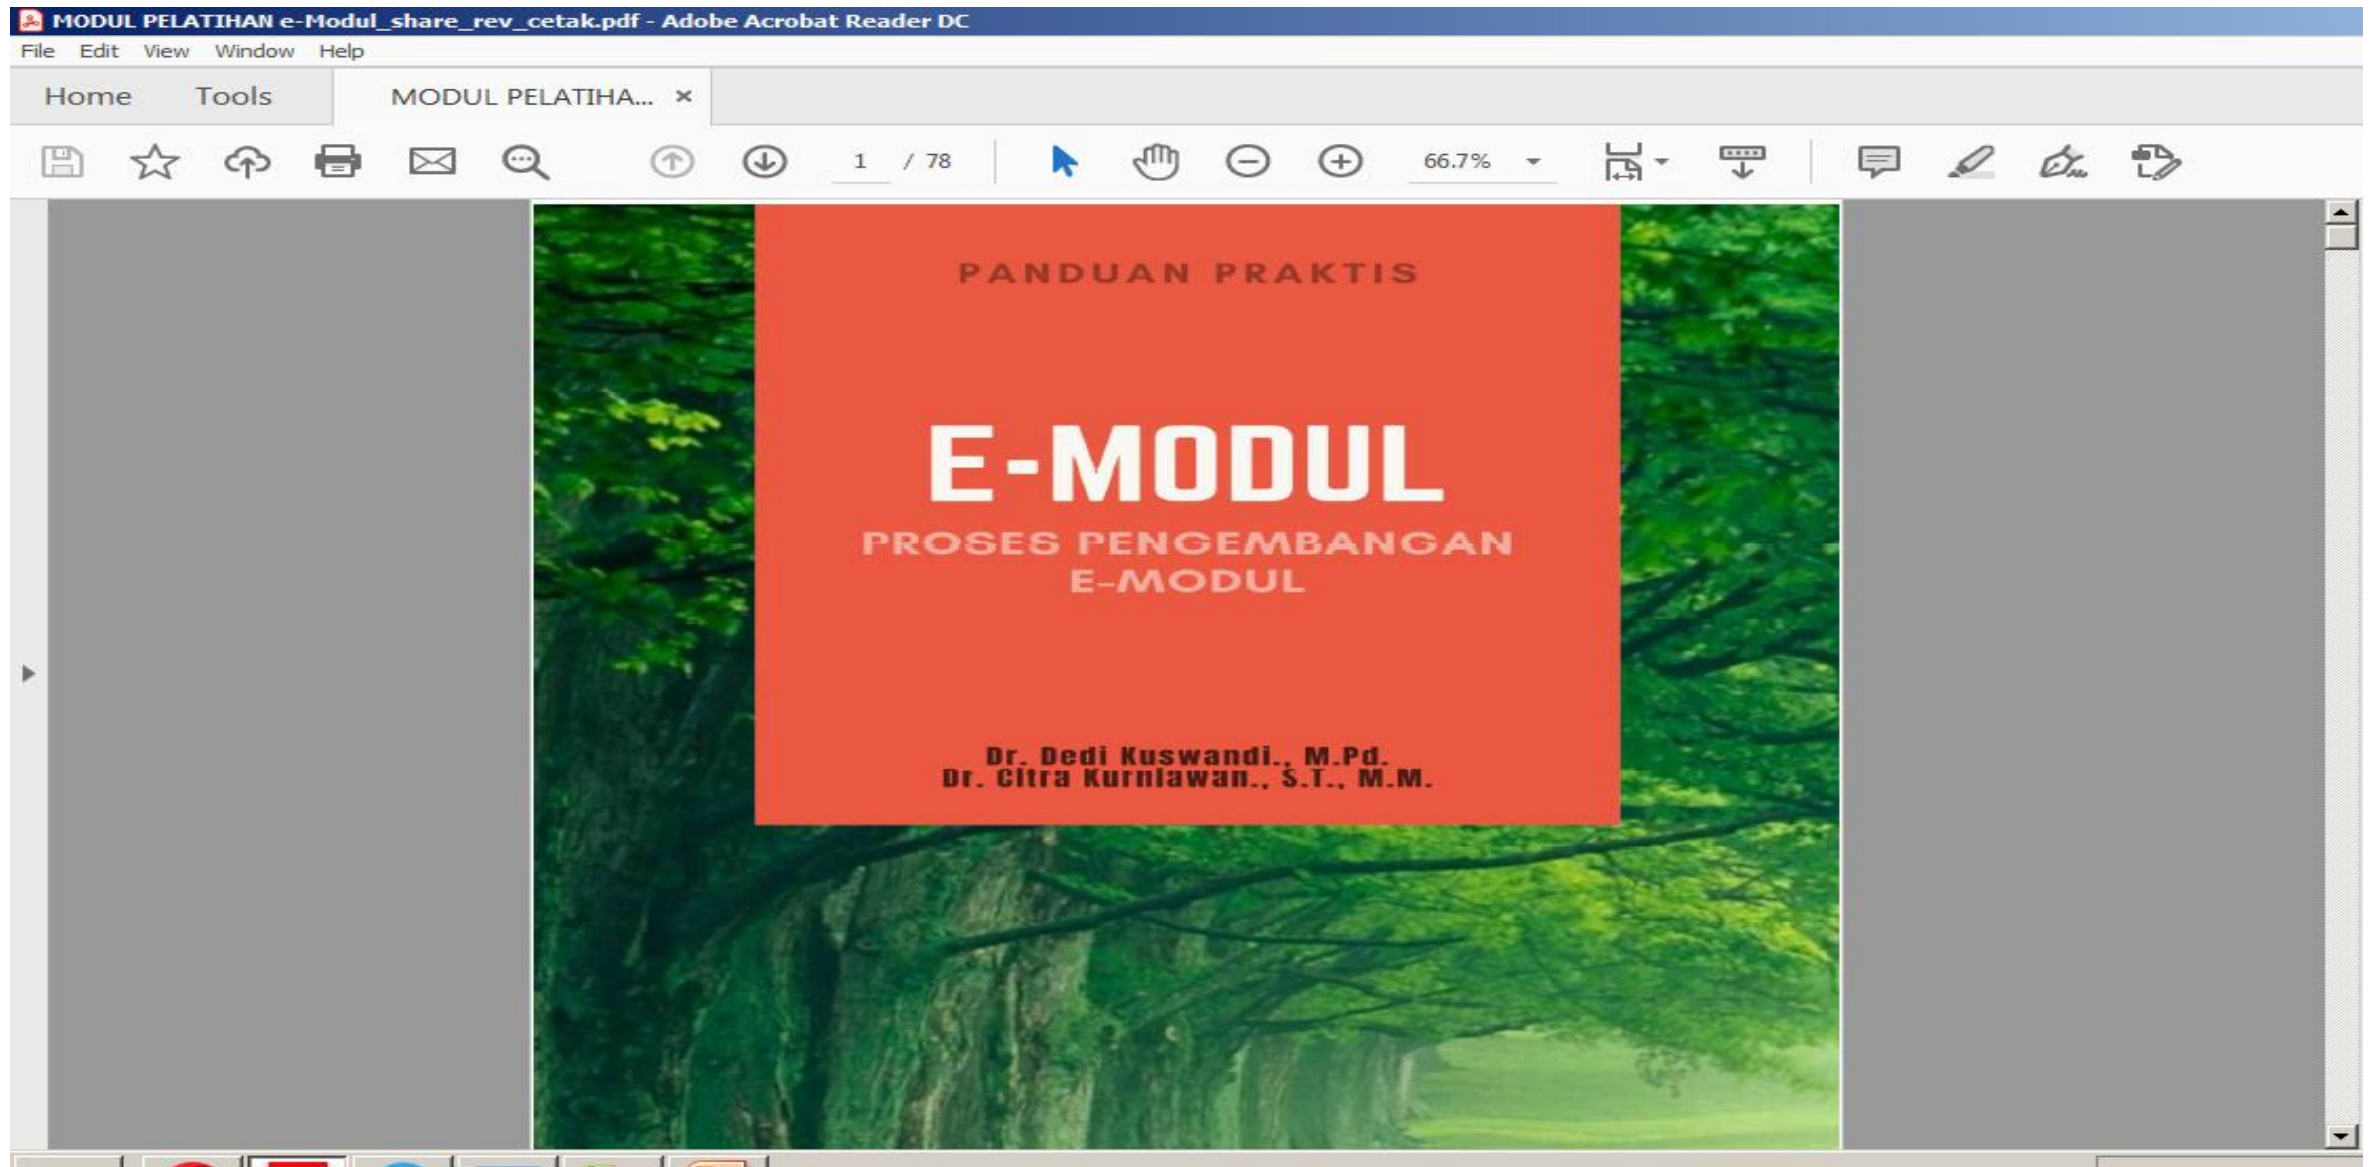 MODUL PELATIHAN e-Modul_share_rev_cetak.pdf - Adobe Acrobat Reader DC
File Edit View Window Help
Home Tools MODUL PELATIHA... ×
1 / 78 66.7%
PANDUAN PRAKTIS
E-MODUL
PROSES PENGEMBANGAN
E-MODUL
Dr. Dedi Kuswandi., M.Pd.
Dr. Citra Kurniawan., S.T., M.M.